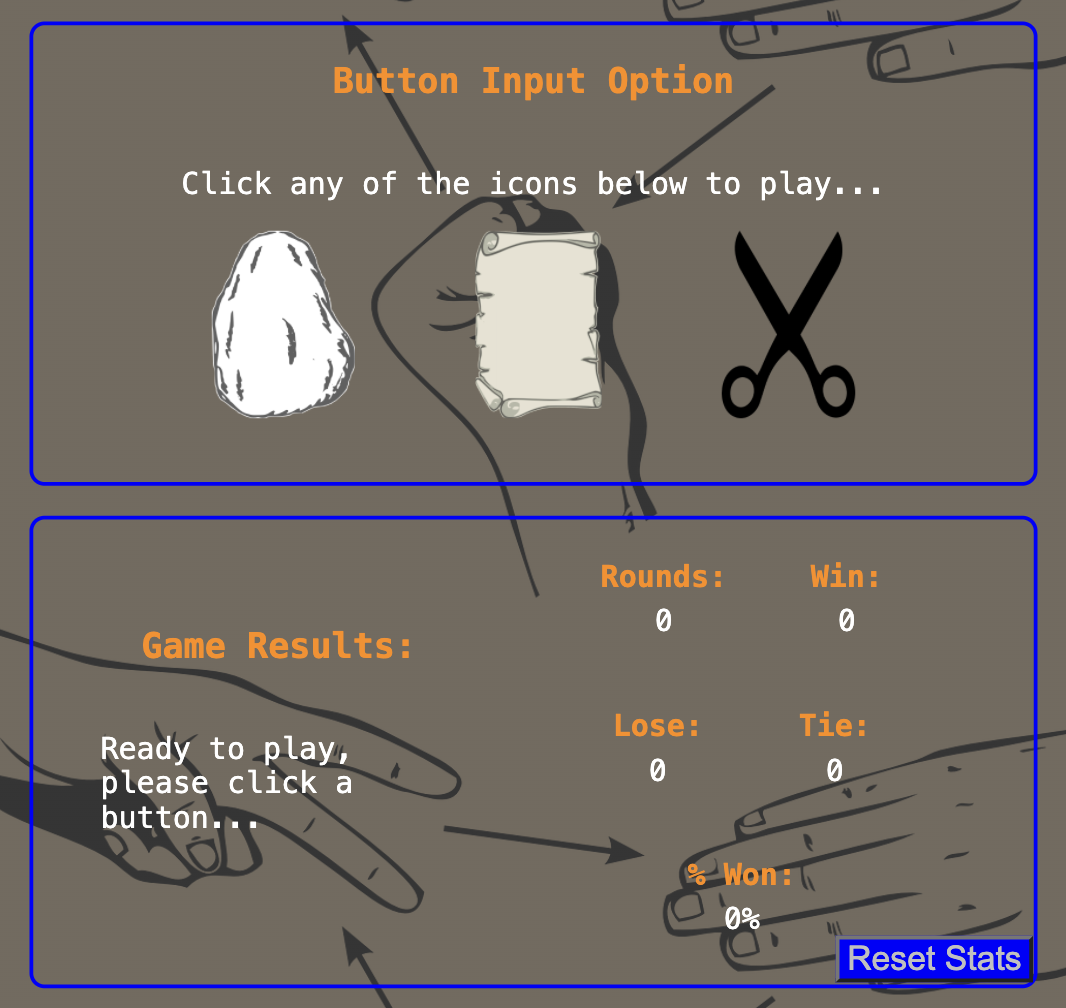 Button Input Option
Click any of the icons below to play...
Game Results:
Ready to play,
please click a
button...
Rounds:
0
Win:
0
Lose:
0
Tie:
0
% Won:
0%
Reset Stats